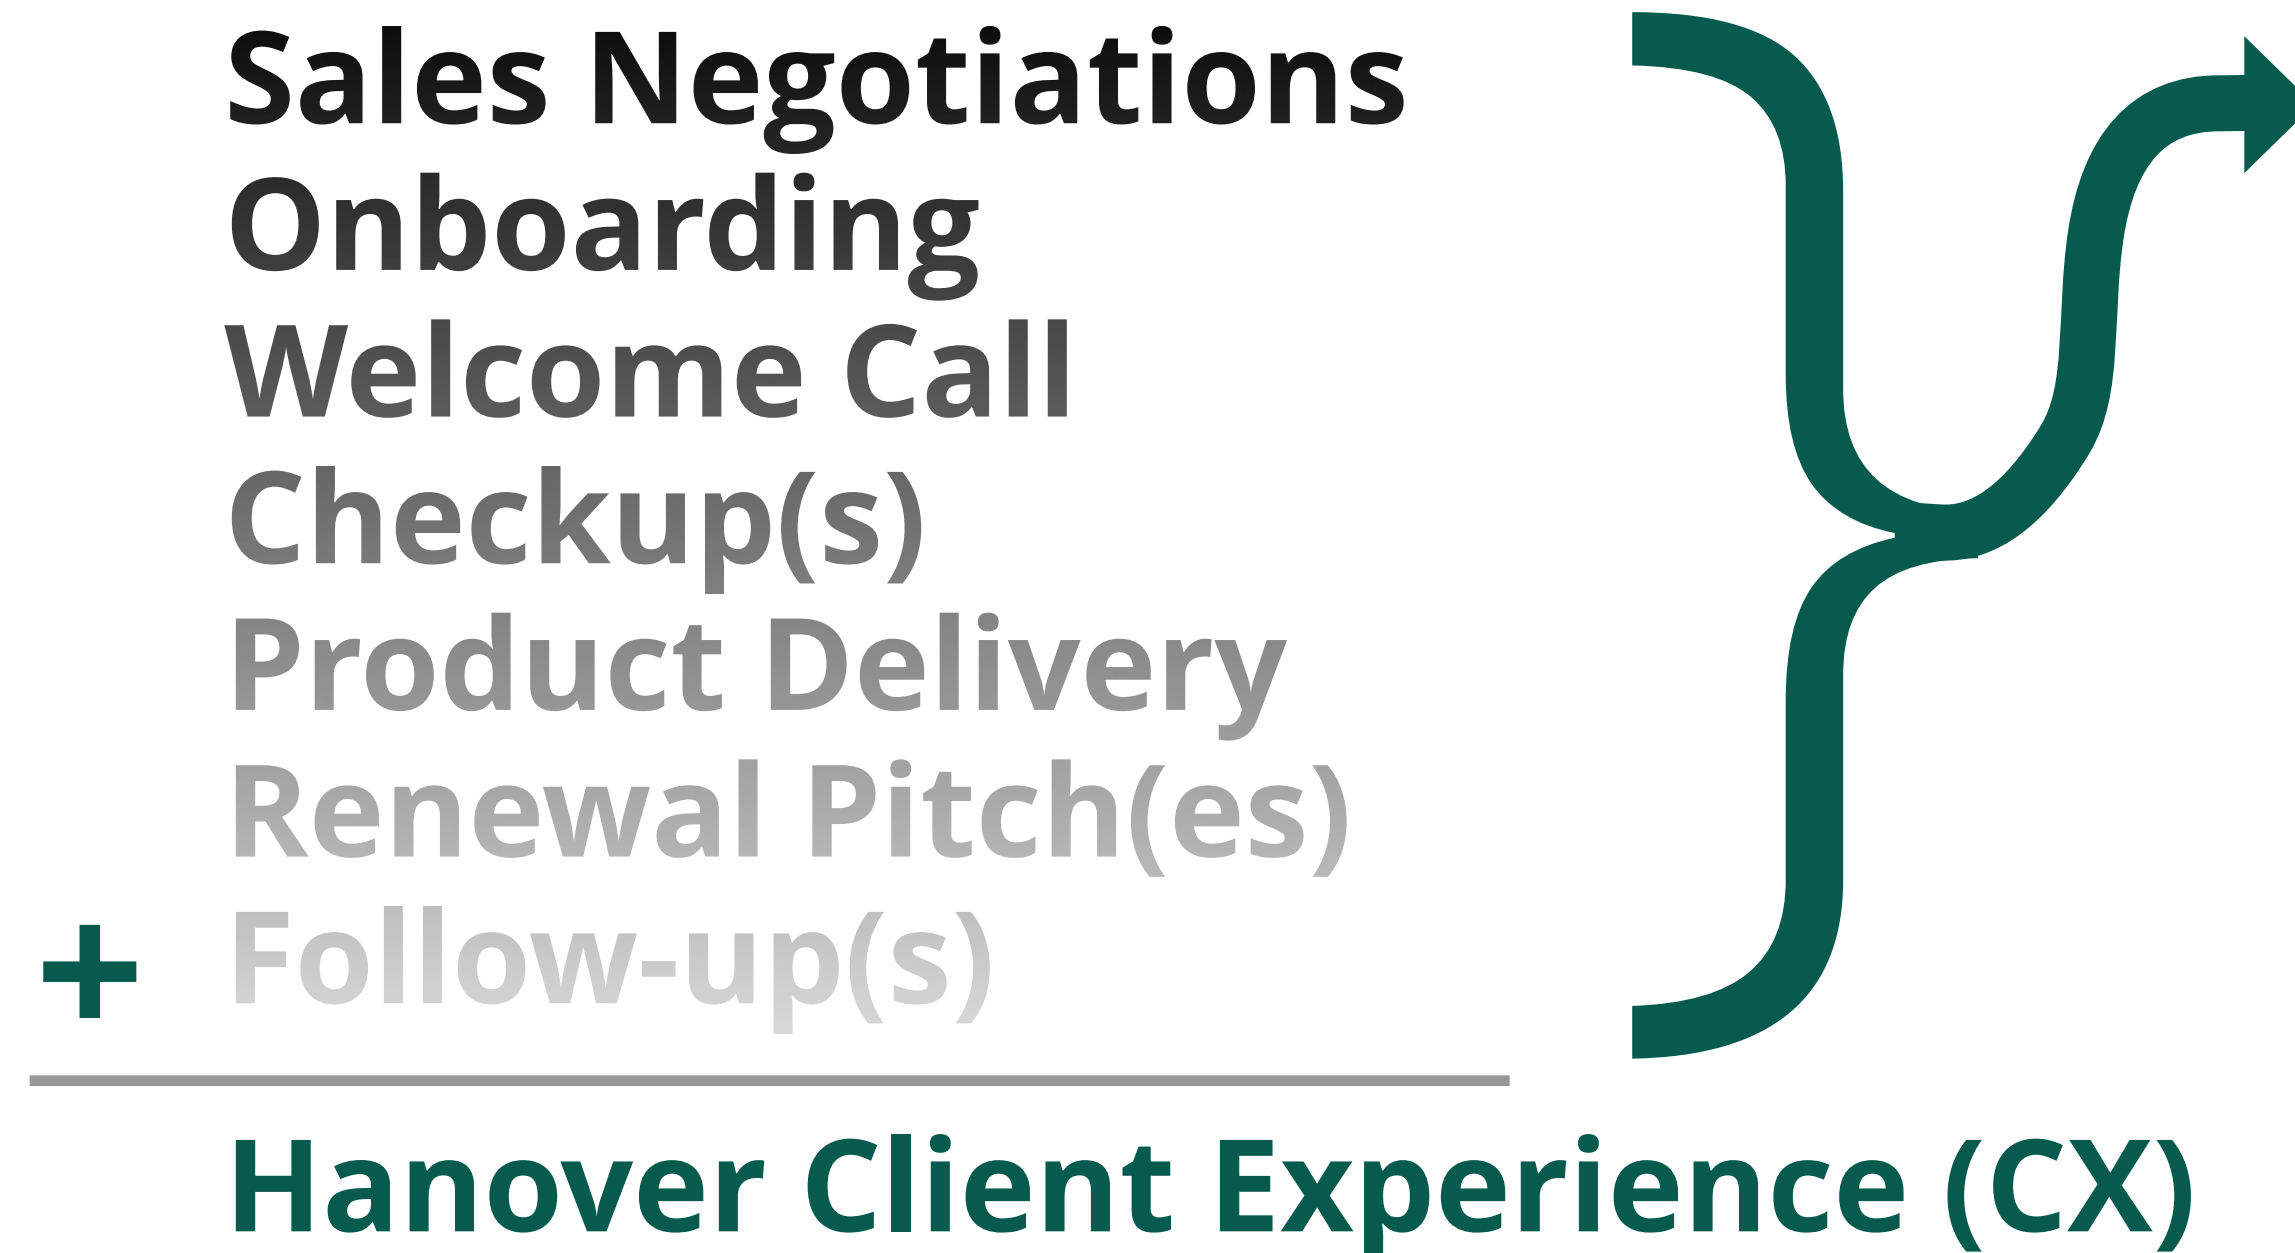 Sales Negotiations
Onboarding
Welcome Call
Checkup(s)
Product Delivery
Renewal Pitch(es)
+ Follow-up(s)
Hanover Client Experience (CX)